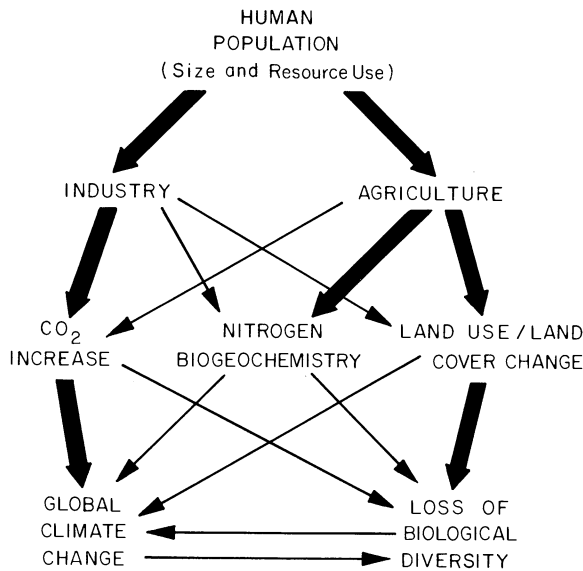 HUMAN
POPULATION
(Size and Resource Use)
INDUSTRY
AGRICULTURE
CO₂
INCREASE
NITROGEN
BIOGEOCHEMISTRY
LAND USE/LAND
COVER CHANGE
GLOBAL
CLIMATE
CHANGE
LOSS OF
BIOLOGICAL
DIVERSITY